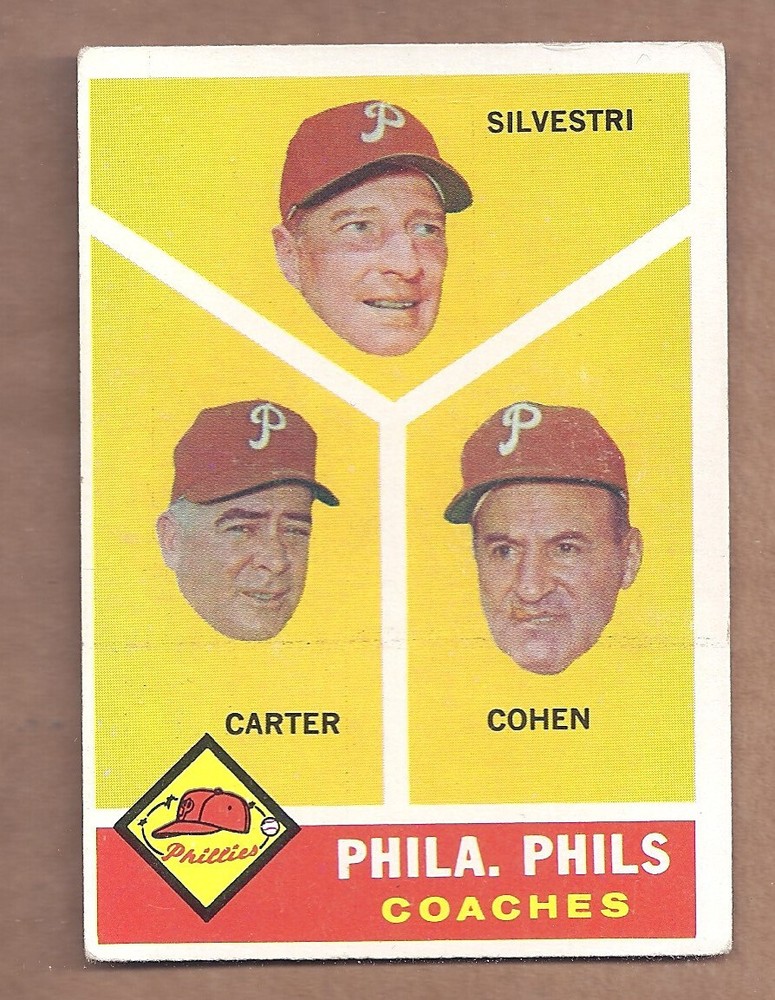 P
SILVESTRI
P
P
CARTER
COHEN
P
Phillies
PHILA. PHILS
COACHES